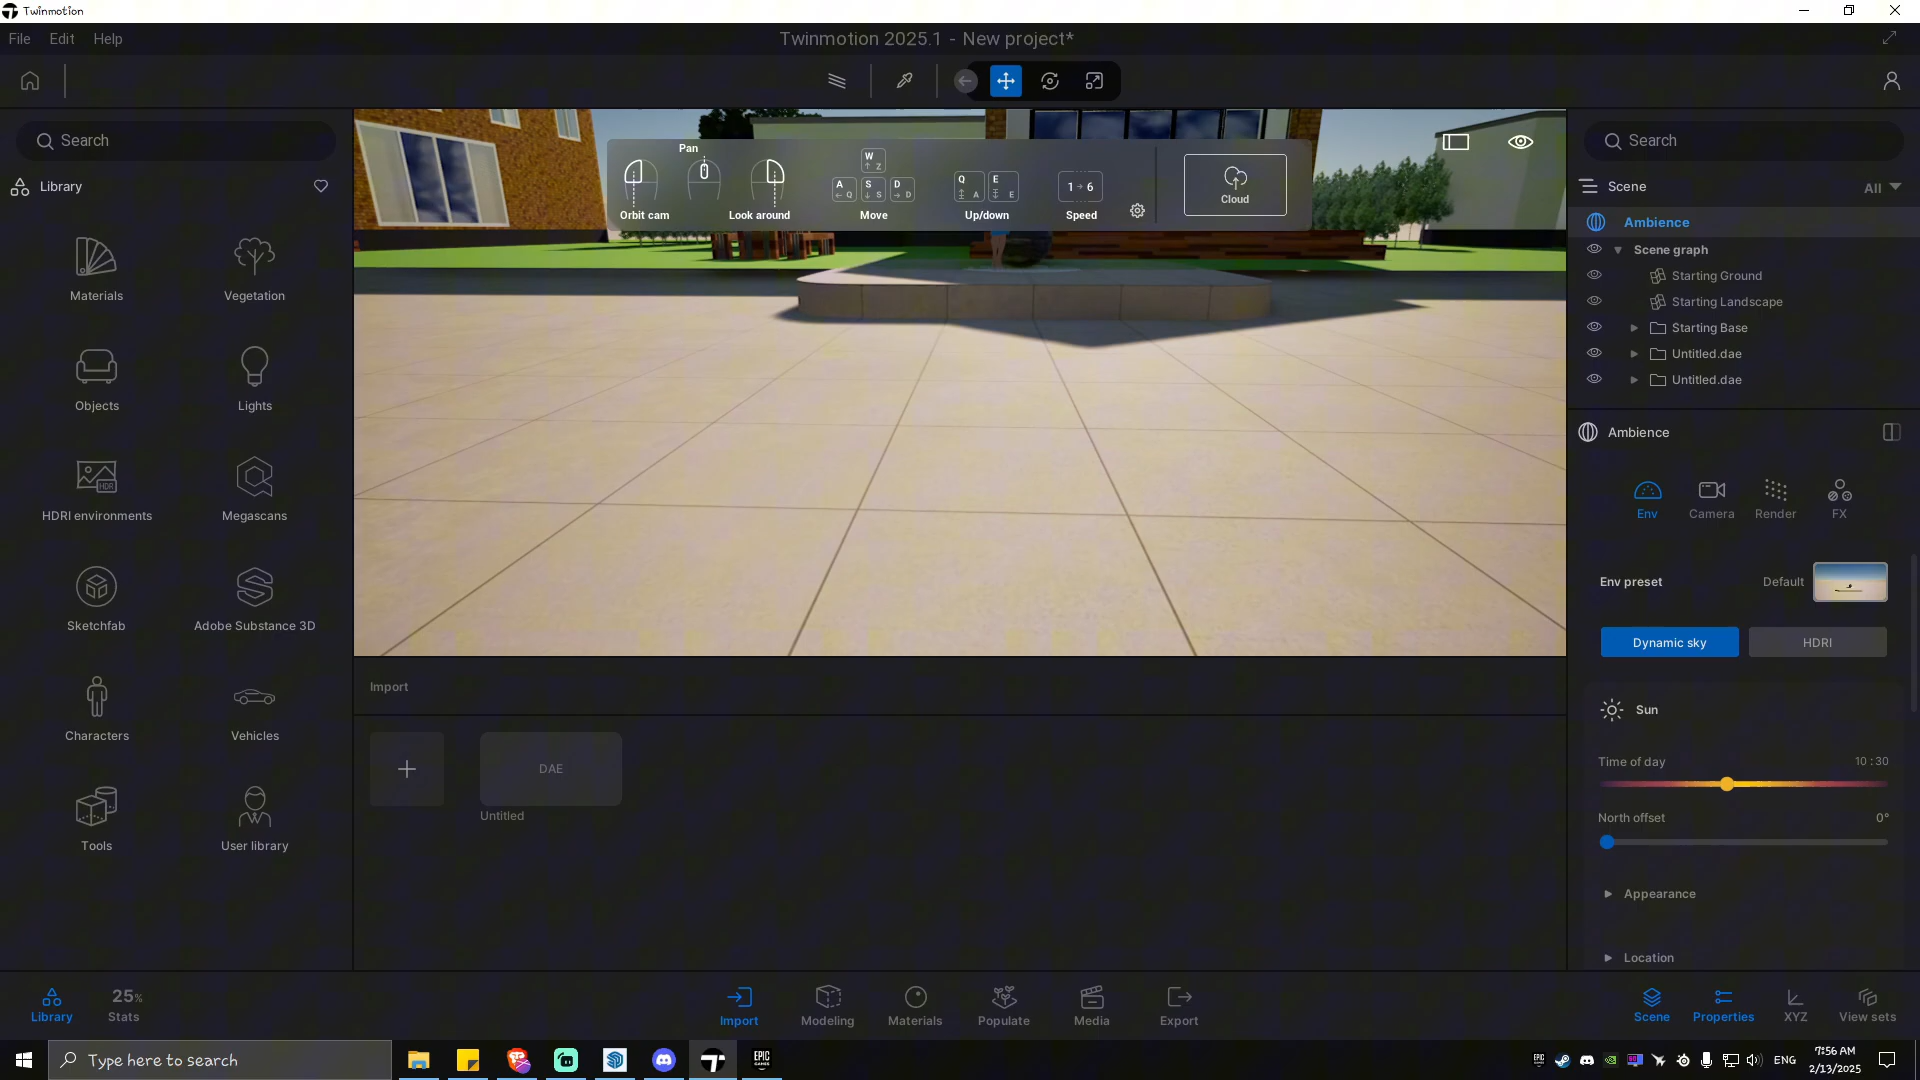 Twinmotion
File Edit Help
Twinmotion 2025.1 - New project*
Search
Library
Materials
Vegetation
Objects
Lights
HDR
HDRI environments
Megascans
Sketchfab
Adobe Substance 3D
Characters
Vehicles
Tools
User library
Pan
Orbit cam
Look around
W
↑ Z
A
← Q
S
↓ S
D
→ D
Move
Q
A
E
E
Up/down
1 → 6
Speed
Cloud
Search
Scene
All
Ambience
Scene graph
Starting Ground
Starting Landscape
Starting Base
Untitled.dae
Untitled.dae
Ambience
Env
Camera
Render
FX
Env preset
Default
Dynamic sky
HDRI
Sun
Time of day
10:30
North offset
0°
Appearance
Location
Import
+
DAE
Untitled
Library
25%
Stats
Import
Modeling
Materials
Populate
Media
Export
Scene
Properties
XYZ
View sets
Type here to search
EPIC
GAMES
ENG
7:56 AM
2/13/2025